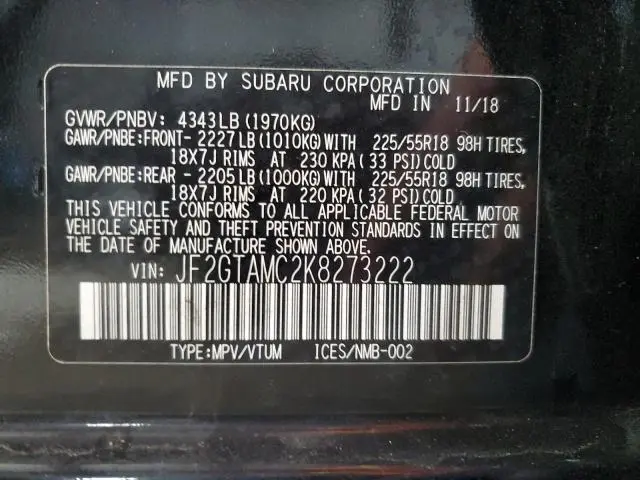 MFD BY SUBARU CORPORATION
MFD IN 11/18
GVWR/PNBV: 4343LB (1970KG)
GAWR/PNBE:FRONT- 2227LB(1010KG)WITH 225/55R18 98H TIRES,
18X7J RIMS AT 230 KPA (33 PSI)COLD
GAWR/PNBE:REAR - 2205LB(1000KG)WITH 225/55R18 98H TIRES,
18X7J RIMS AT 220 KPA (32 PSI)COLD
THIS VEHICLE CONFORMS TO ALL APPLICABLE FEDERAL MOTOR
VEHICLE SAFETY AND THEFT PREVENTION STANDARDS IN EFFECT ON
THE DATE OF MANUFACTURE SHOWN ABOVE.
VIN: JF2GTAMC2K8273222
TYPE:MPV/VTUM ICES/NMB-002